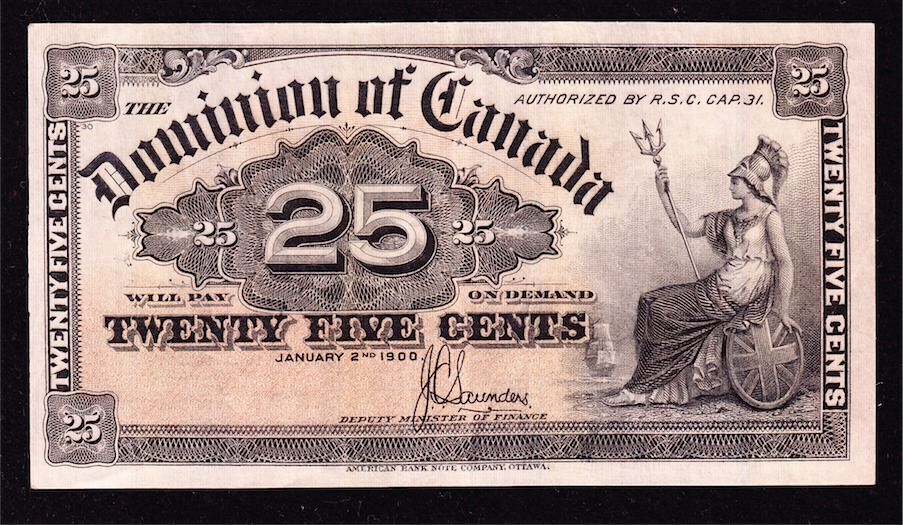 25
25
THE
Dominion of Canada
AUTHORIZED BY R.S.C. CAP. 31.
30
TWENTY FIVE CENTS
TWENTY FIVE CENTS
25
25
25
WILL PAY
ON DEMAND
TWENTY FIVE CENTS
JANUARY 2ND 1900.
J C Saunders
DEPUTY MINISTER OF FINANCE
25
AMERICAN BANK NOTE COMPANY, OTTAWA.